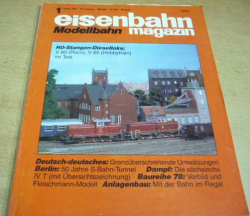 1
eisenbahn
Modellbahn magazin
H0-Stangen-Dieselloks:
V 60 (Roco), V 65 (Hobbytrain)
im Test
Deutsch-deutsches: Grenzüberschreitende Umwälzungen
Berlin: 50 Jahre S-Bahn-Tunnel Dampf: Die sächsische
IV T (mit Übersichtszeichnung) Baureihe 78: Vorbild und
Fleischmann-Modell Anlagenbau: Mit der Bahn im Regal